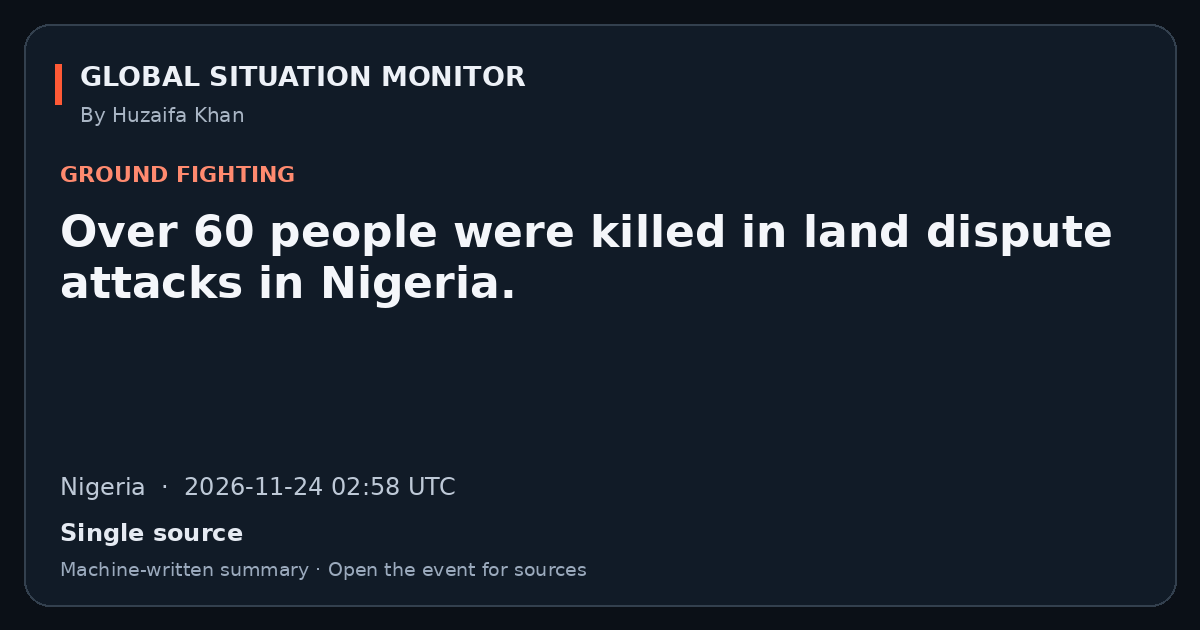 GLOBAL SITUATION MONITOR
By Huzaifa Khan
GROUND FIGHTING
Over 60 people were killed in land dispute
attacks in Nigeria.
Nigeria · 2026-11-24 02:58 UTC
Single source
Machine-written summary · Open the event for sources